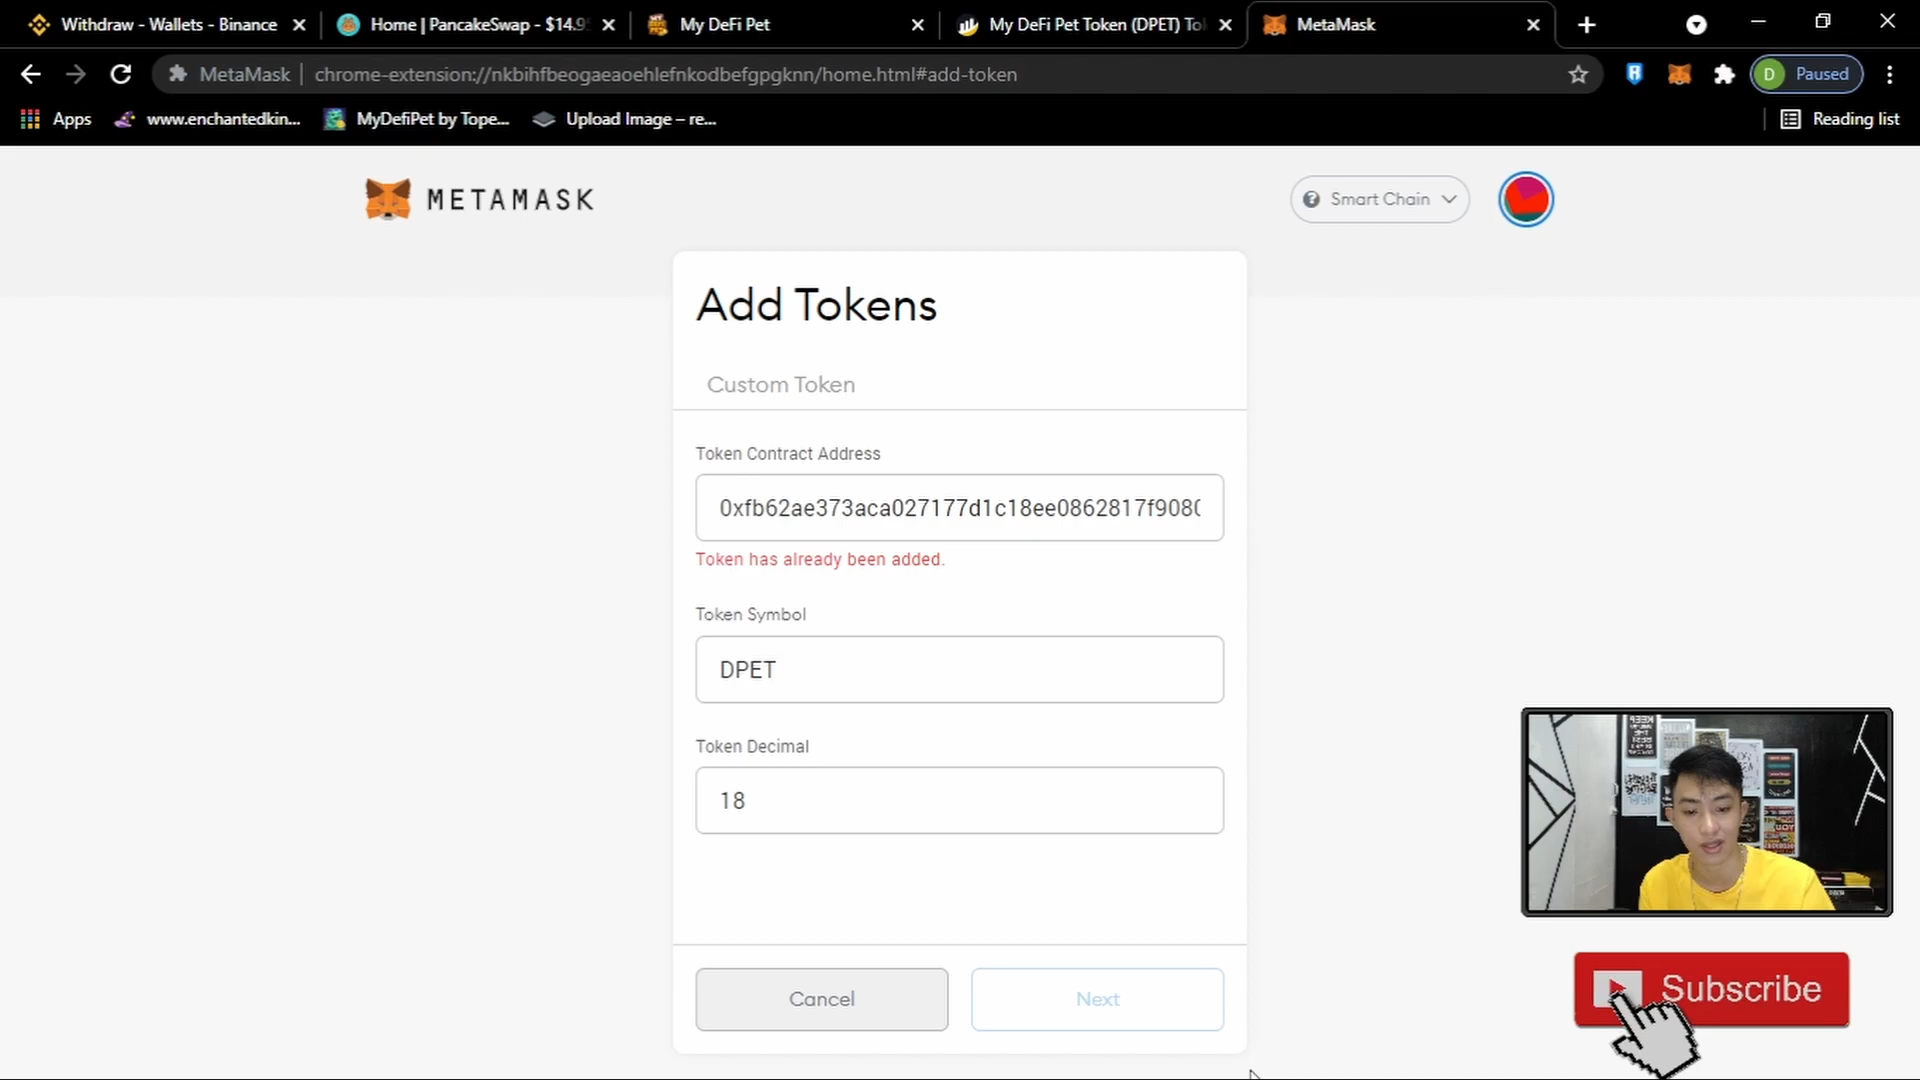 Withdraw - Wallets - Binance
Home | PancakeSwap - $14.9
My DeFi Pet
My DeFi Pet Token (DPET) To
MetaMask
MetaMask
chrome-extension://nkbihfbeogaeaoehlefnkodbefgpgknn/home.html#add-token
D
Paused
Apps
www.enchantedkin...
MyDefiPet by Tope...
Upload Image – re...
Reading list
METAMASK
Smart Chain
Add Tokens
Custom Token
Token Contract Address
0xfb62ae373aca027177d1c18ee0862817f9080
Token has already been added.
Token Symbol
DPET
Token Decimal
18
Cancel
Next
Subscribe